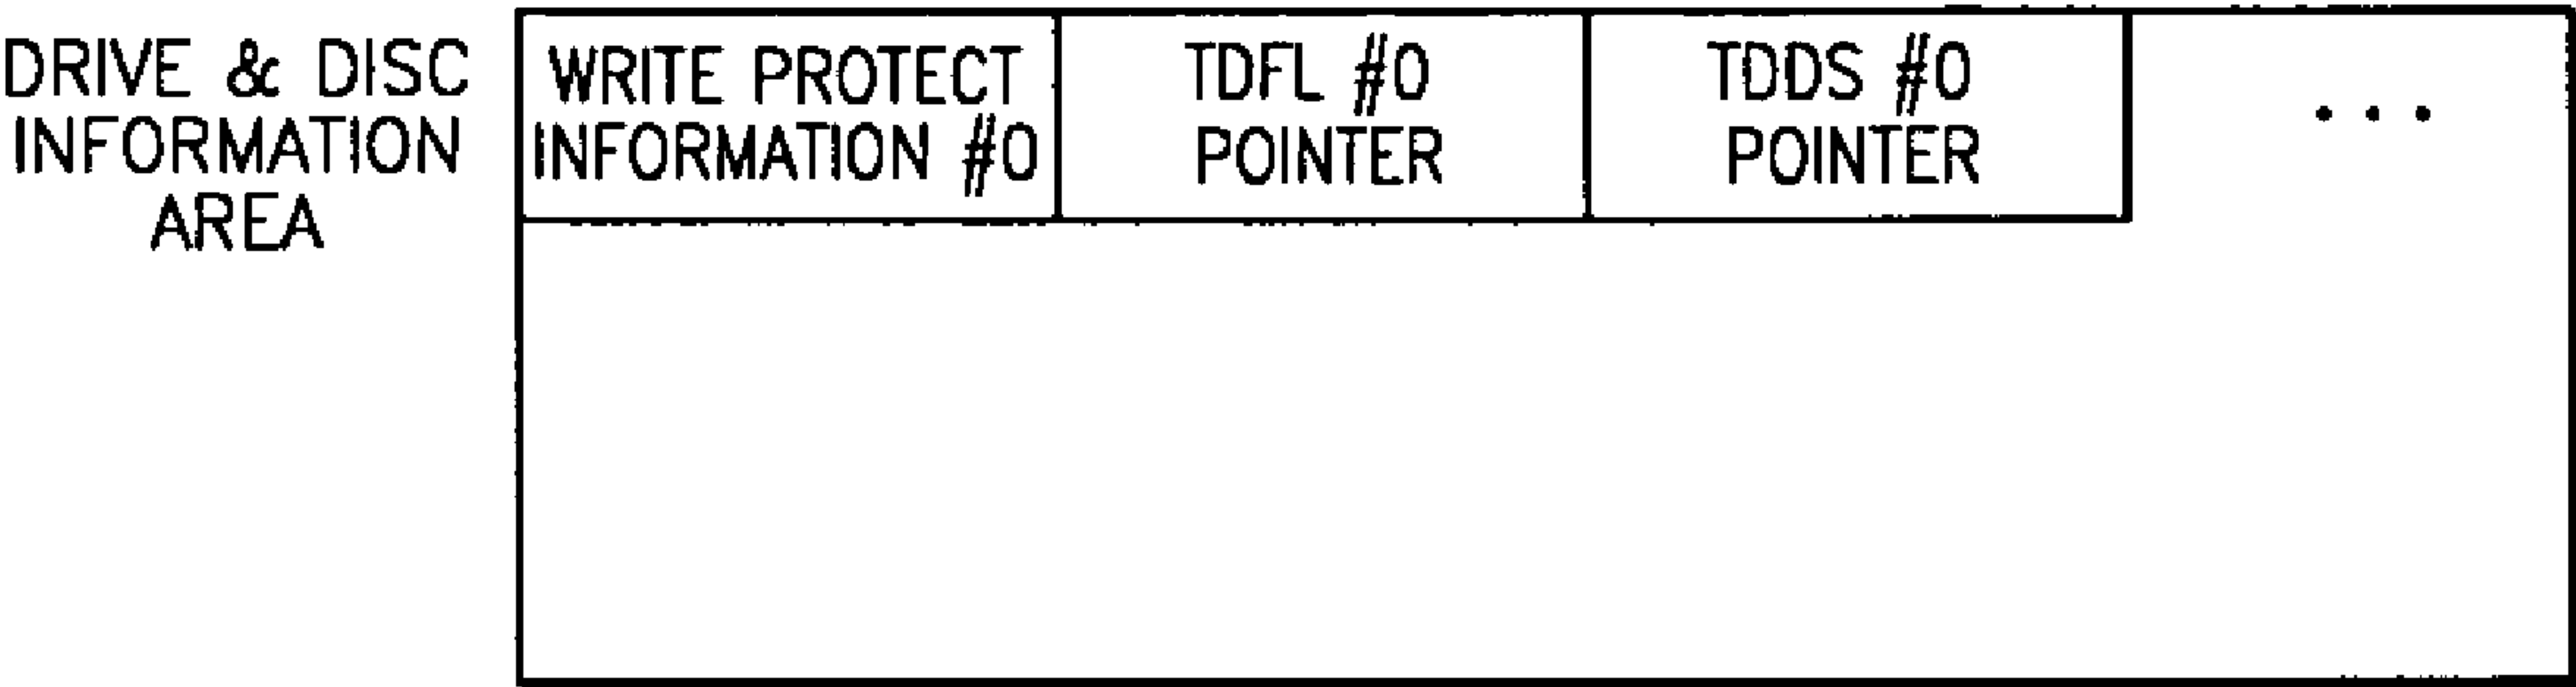 DRIVE & DISC
INFORMATION
AREA
WRITE PROTECT
INFORMATION #0
TDFL #0
POINTER
TDDS #0
POINTER
...